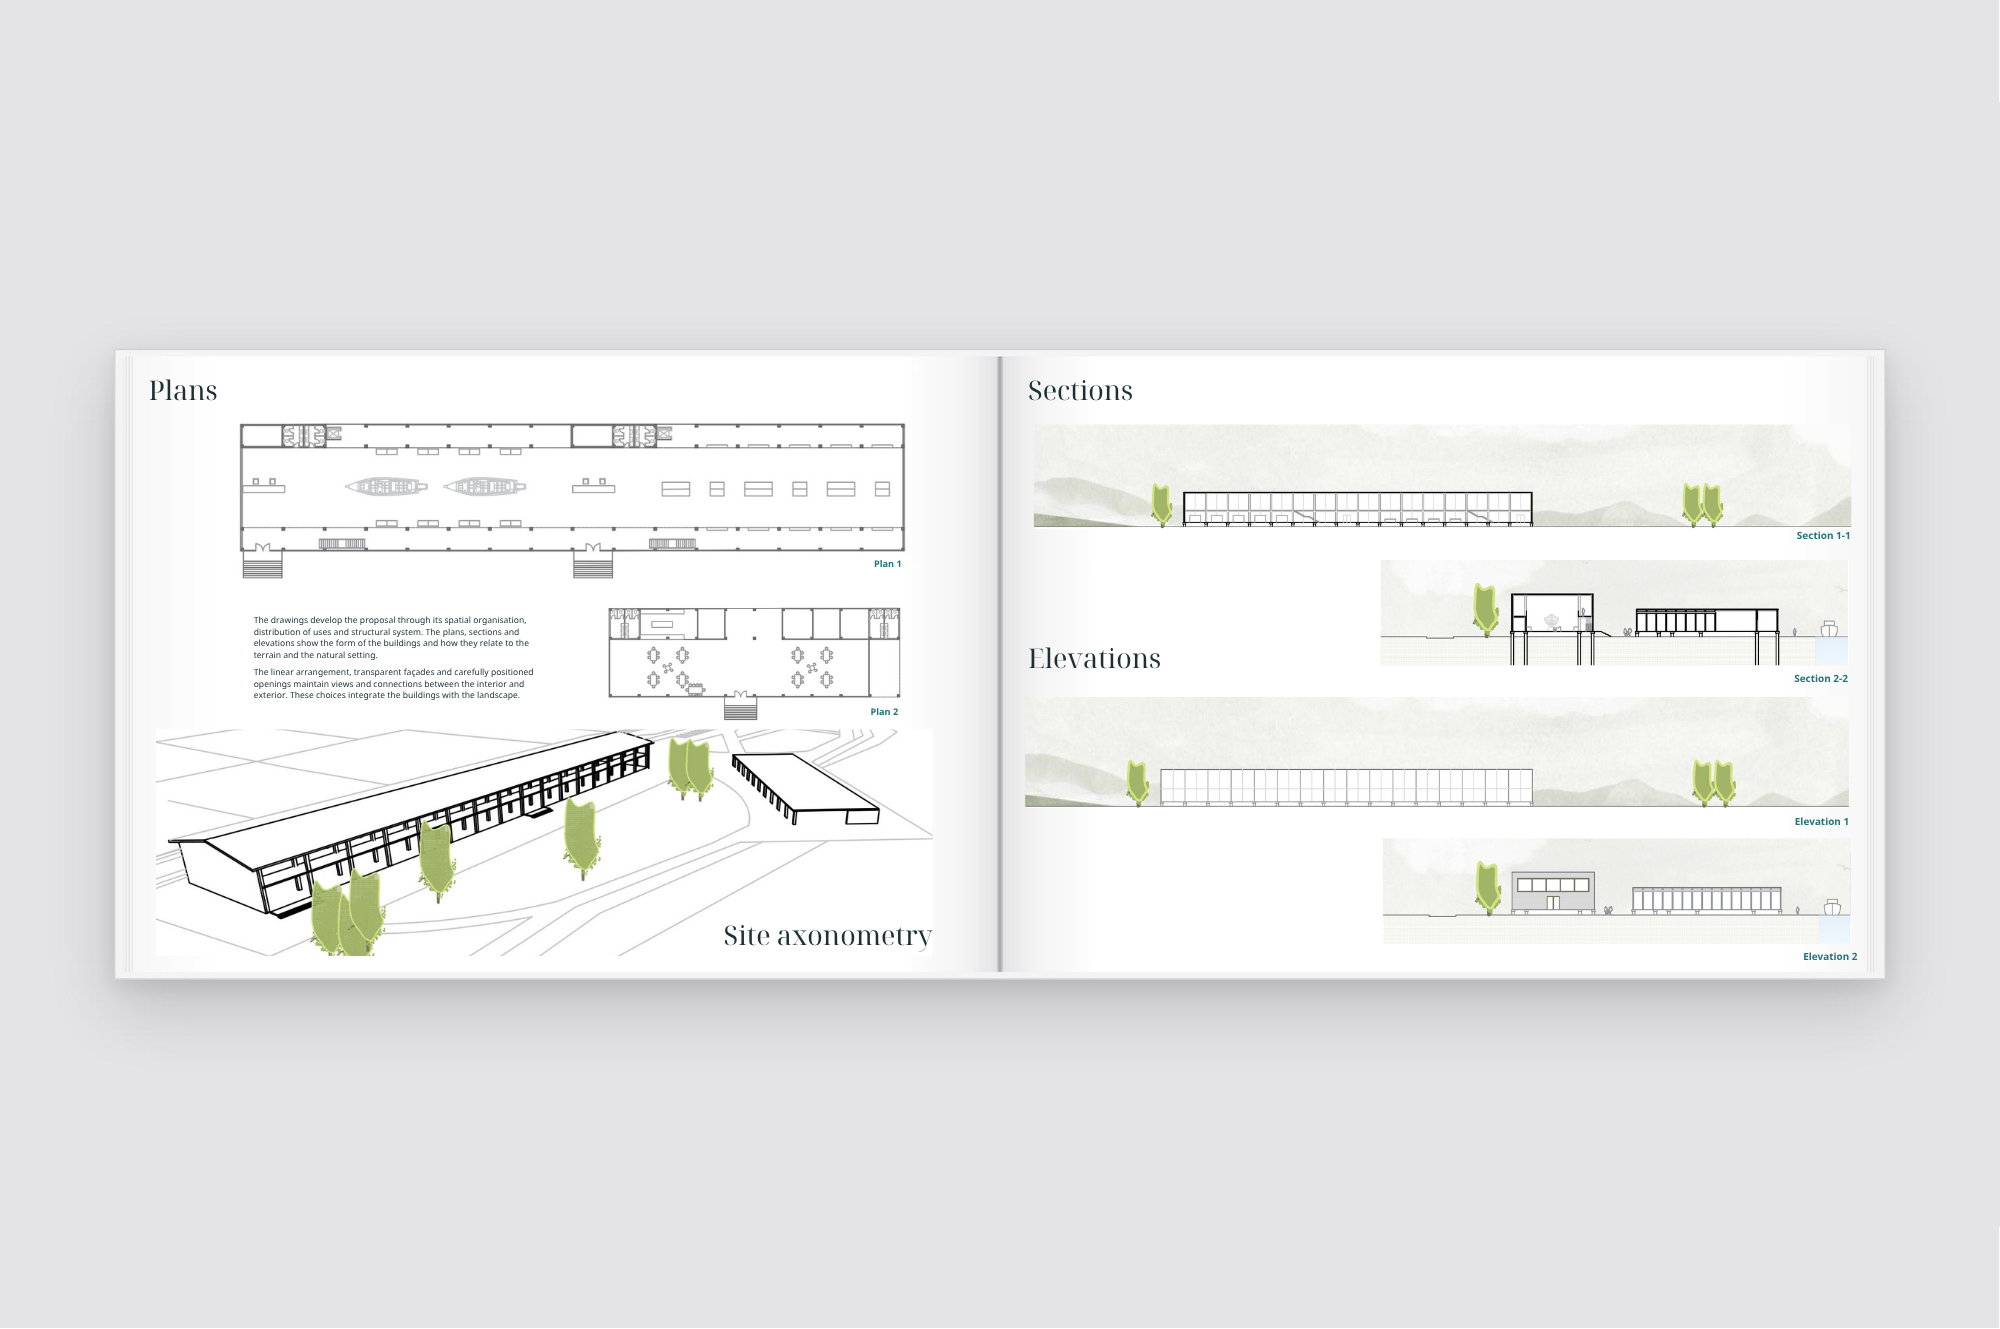 Plans
Plan 1
The drawings develop the proposal through its spatial organisation,
distribution of uses and structural system. The plans, sections and
elevations show the form of the buildings and how they relate to the
terrain and the natural setting.
The linear arrangement, transparent façades and carefully positioned
openings maintain views and connections between the interior and
exterior. These choices integrate the buildings with the landscape.
Plan 2
Site axonometry
Sections
Section 1-1
Section 2-2
Elevations
Elevation 1
Elevation 2